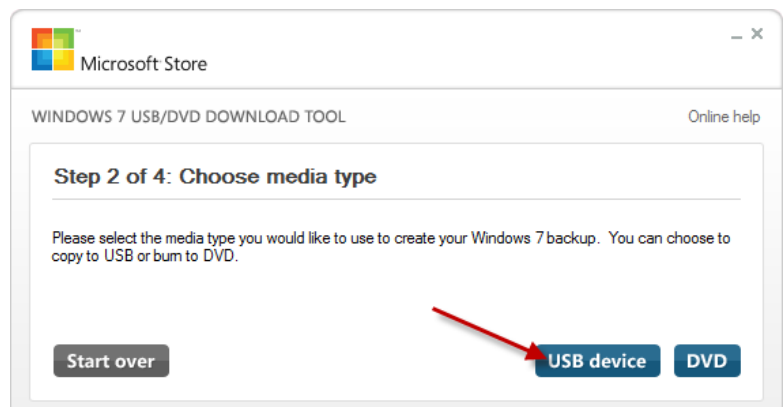 Microsoft Store
WINDOWS 7 USB/DVD DOWNLOAD TOOL
Online help
Step 2 of 4: Choose media type
Please select the media type you would like to use to create your Windows 7 backup. You can choose to
copy to USB or burn to DVD.
Start over
USB device
DVD